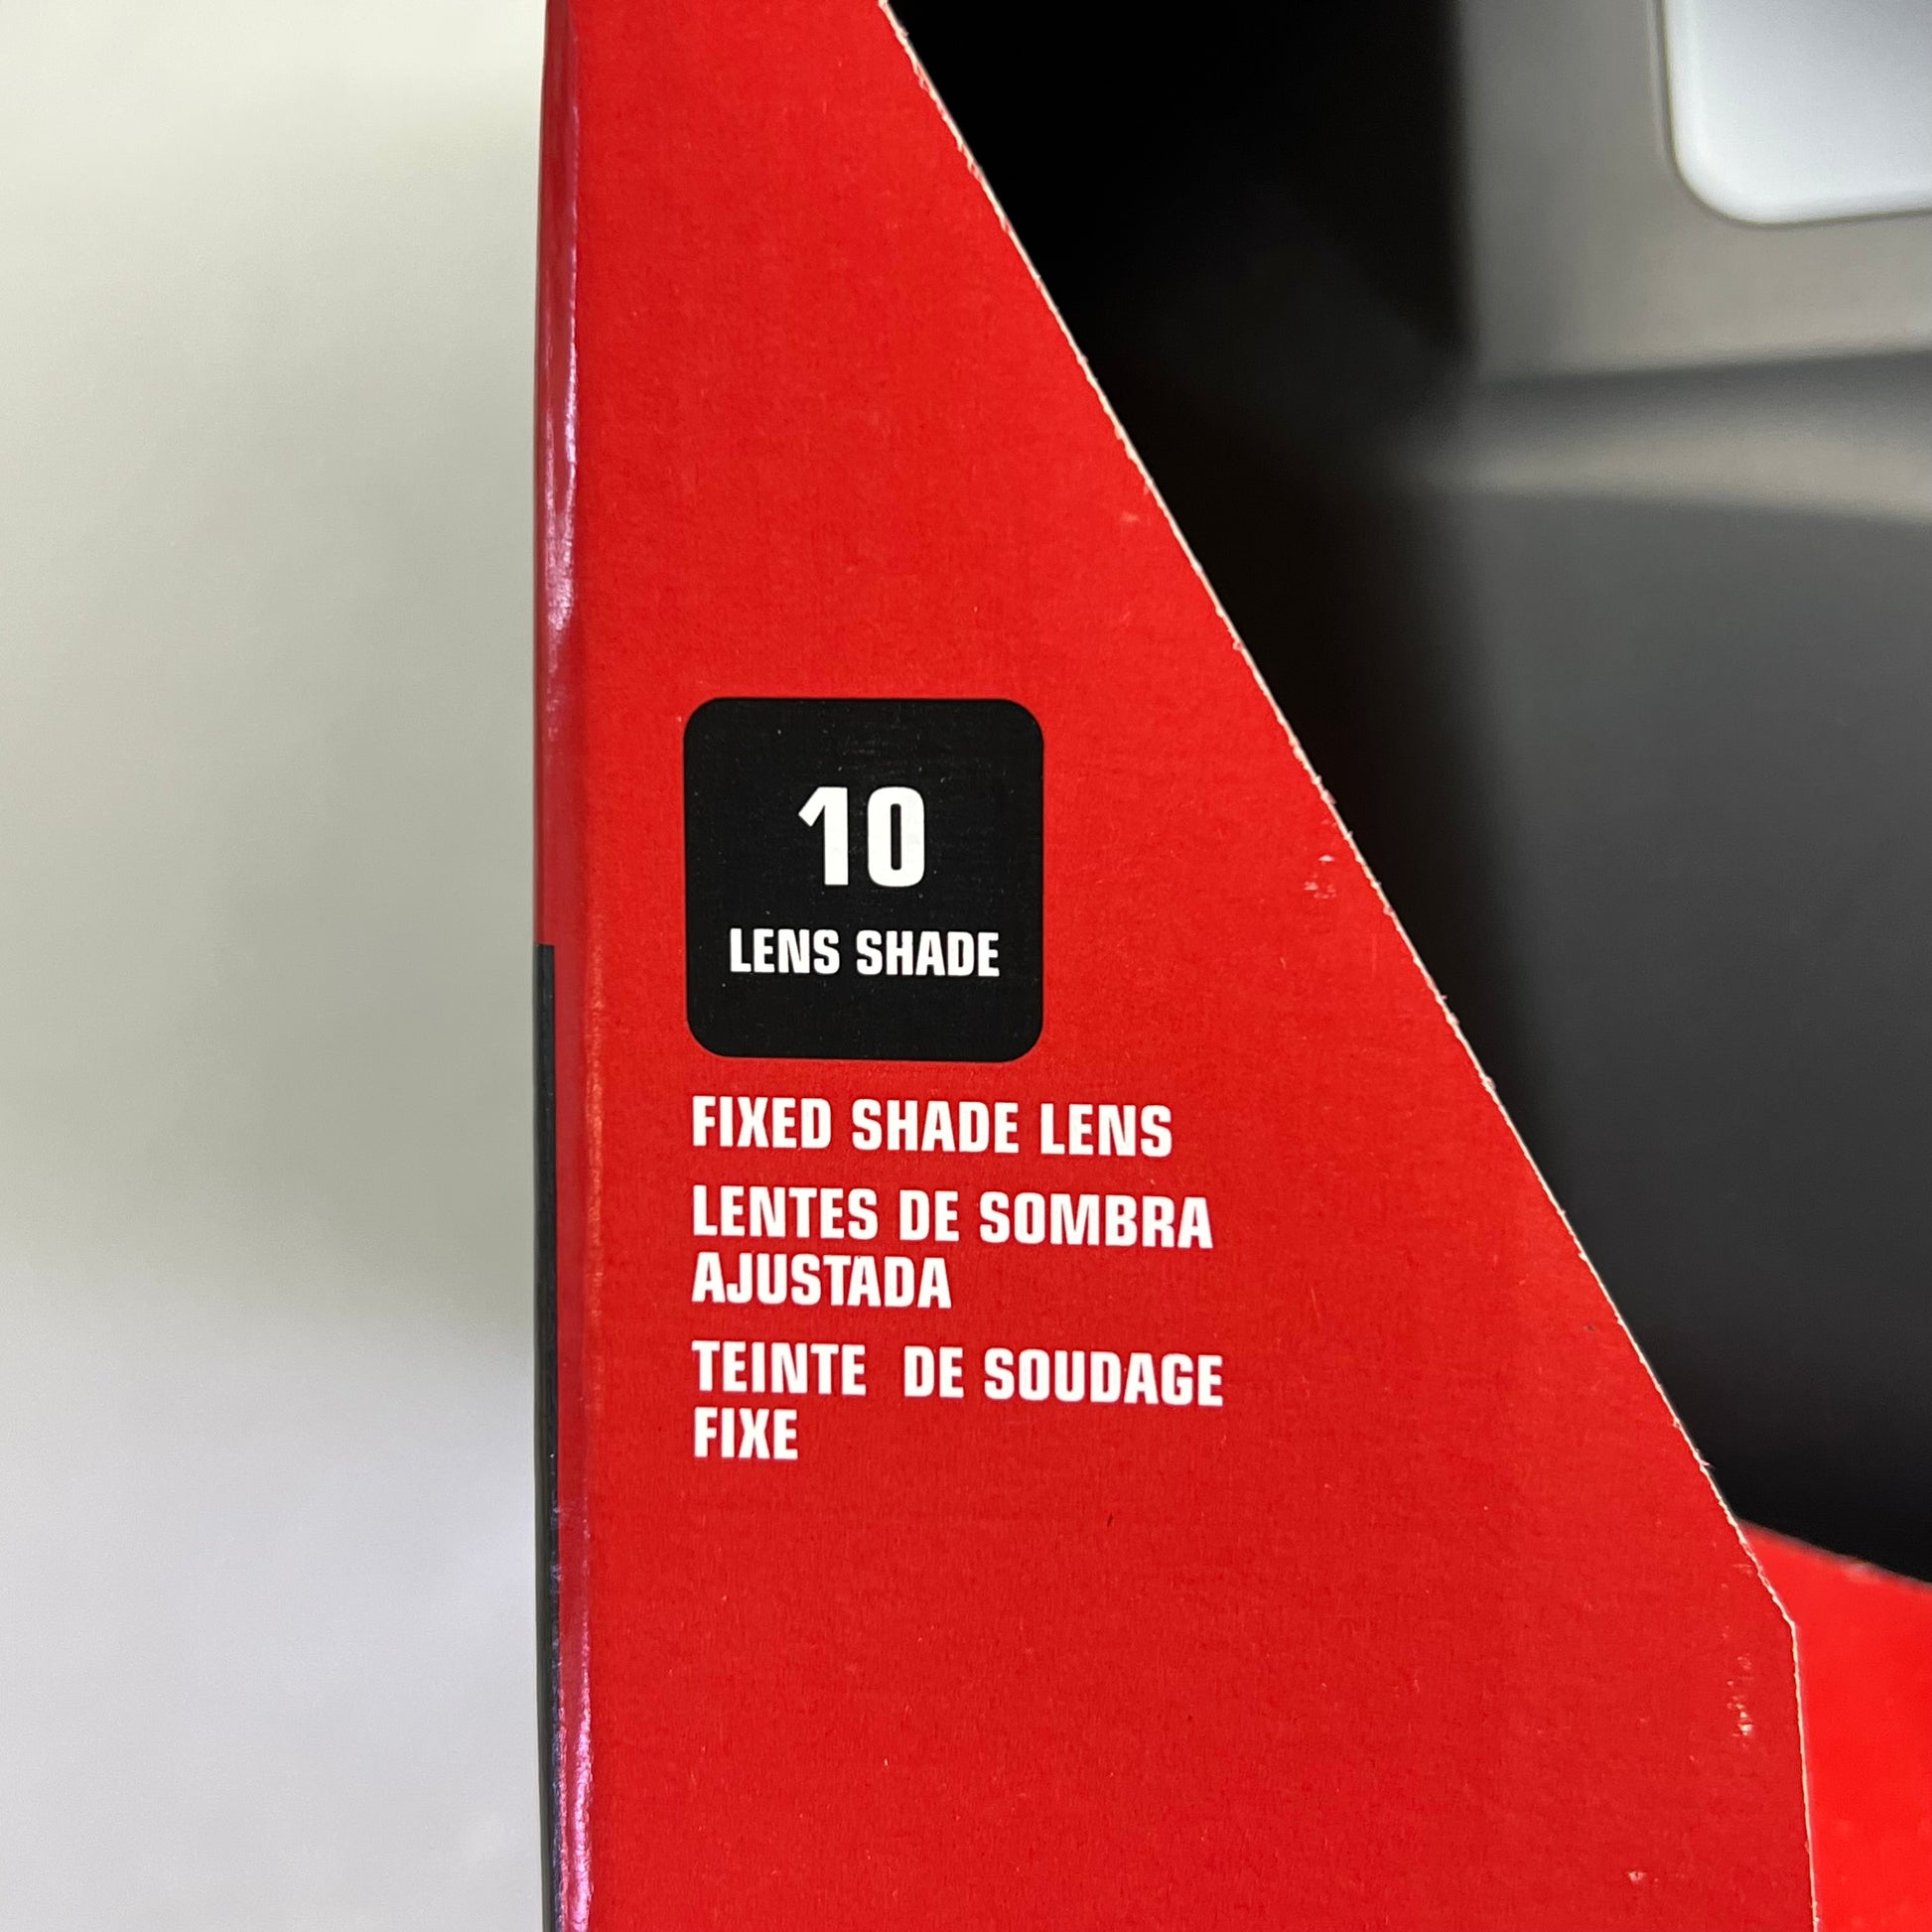 10
LENS SHADE
FIXED SHADE LENS
LENTES DE SOMBRA
AJUSTADA
TEINTE DE SOUDAGE
FIXE